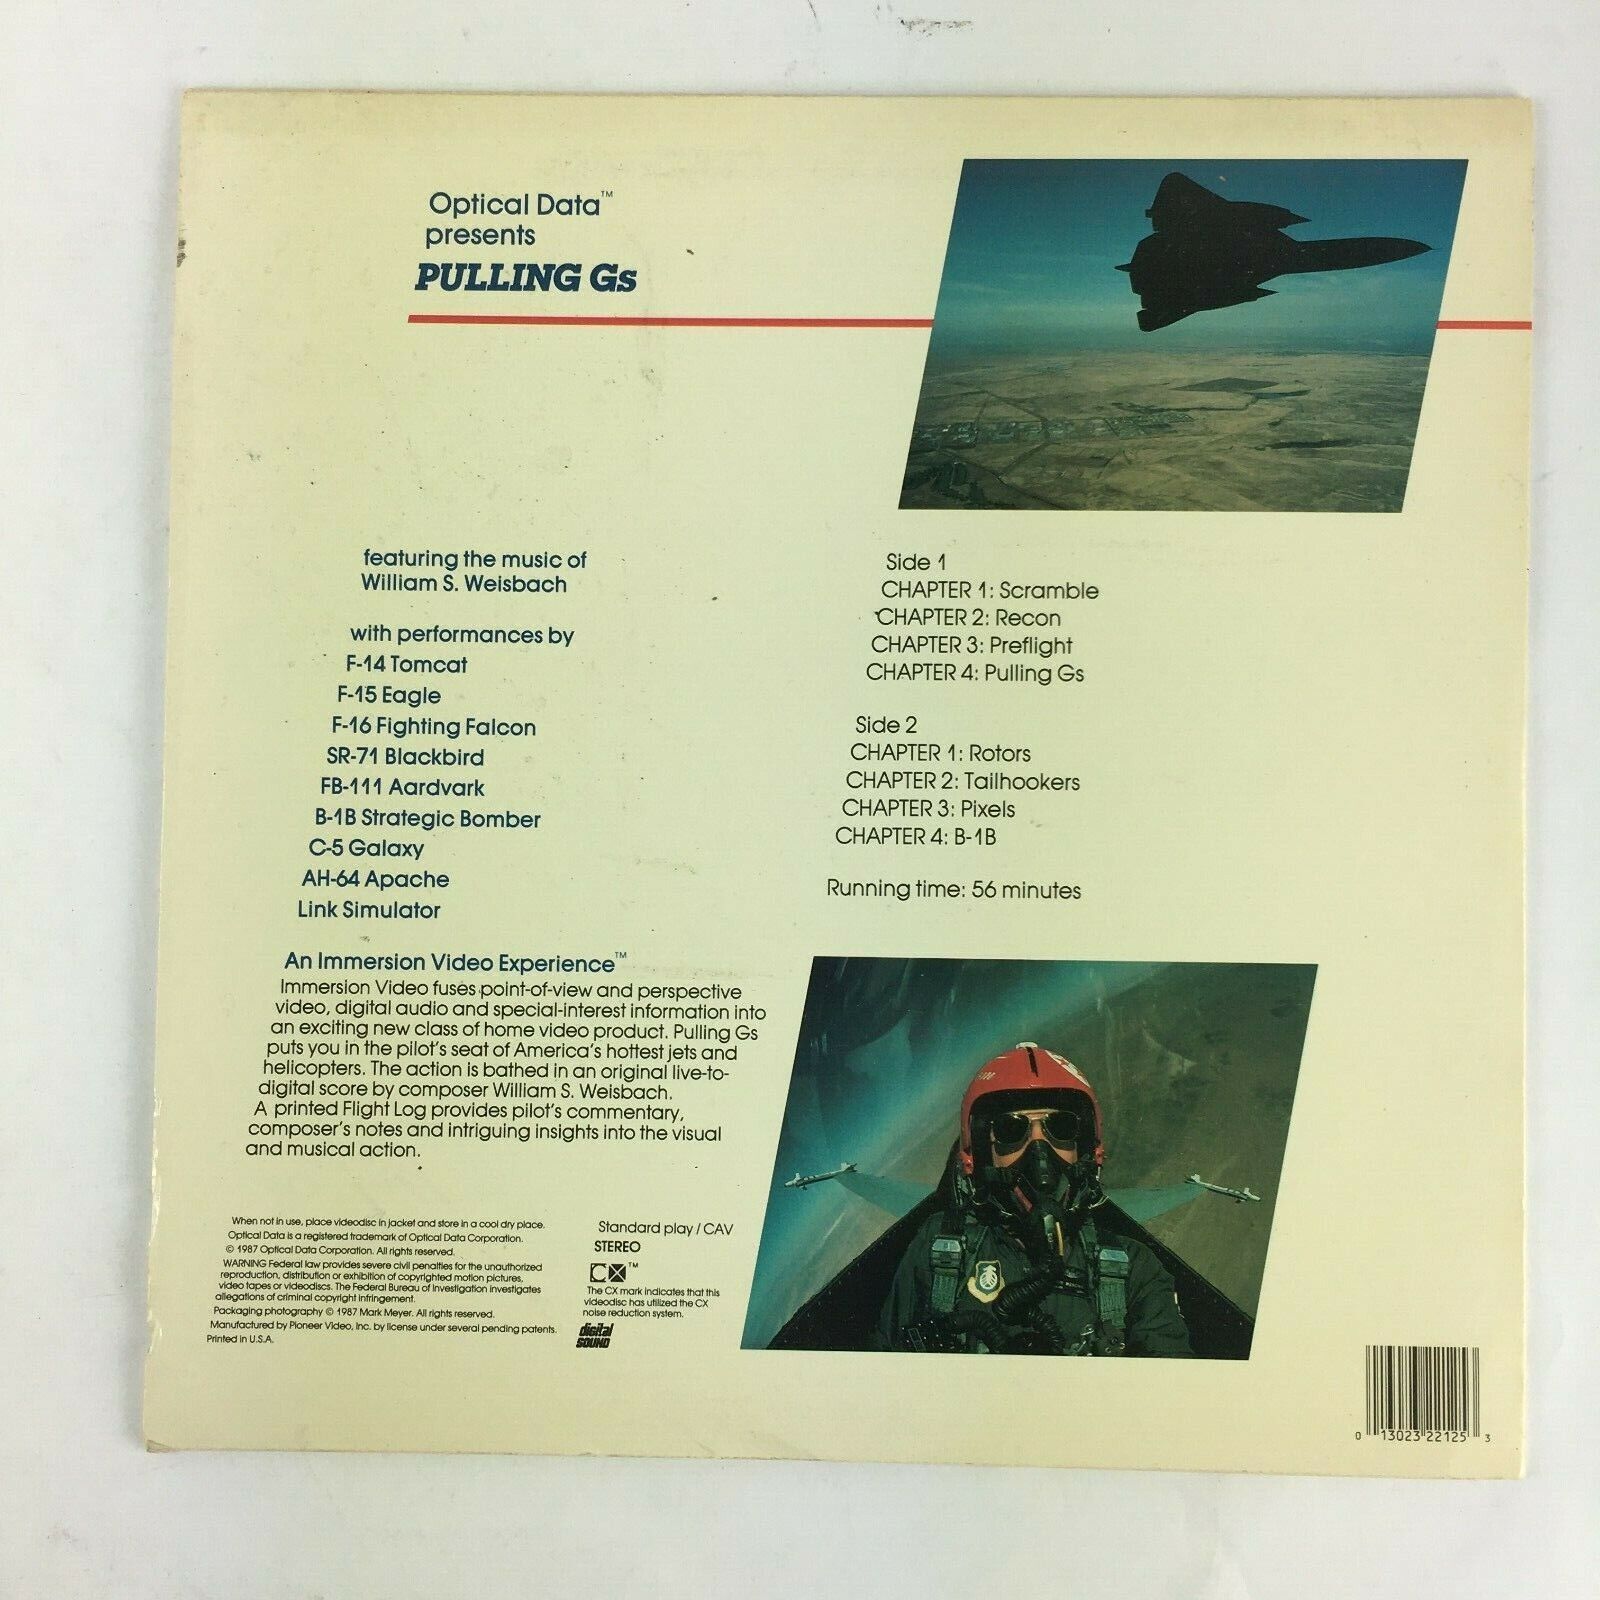 Optical Data™
presents
PULLING Gs
featuring the music of
William S. Weisbach
with performances by
F-14 Tomcat
F-15 Eagle
F-16 Fighting Falcon
SR-71 Blackbird
FB-111 Aardvark
B-1B Strategic Bomber
C-5 Galaxy
AH-64 Apache
Link Simulator
An Immersion Video Experience™
Immersion Video fuses point-of-view and perspective
video, digital audio and special-interest information into
an exciting new class of home video product. Pulling Gs
puts you in the pilot's seat of America's hottest jets and
helicopters. The action is bathed in an original live-to-
digital score by composer William S. Weisbach.
A printed Flight Log provides pilot's commentary,
composer's notes and intriguing insights into the visual
and musical action.
Side 1
CHAPTER 1: Scramble
CHAPTER 2: Recon
CHAPTER 3: Preflight
CHAPTER 4: Pulling Gs
Side 2
CHAPTER 1: Rotors
CHAPTER 2: Tailhookers
CHAPTER 3: Pixels
CHAPTER 4: B-1B
Running time: 56 minutes
When not in use, place videodisc in jacket and store in a cool dry place.
Optical Data is a registered trademark of Optical Data Corporation.
© 1987 Optical Data Corporation. All rights reserved.
WARNING Federal law provides severe civil penalties for the unauthorized
reproduction, distribution or exhibition of copyrighted motion pictures,
video tapes or videodiscs. The Federal Bureau of Investigation investigates
allegations of criminal copyright infringement.
Packaging photography © 1987 Mark Meyer. All rights reserved.
Manufactured by Pioneer Video, Inc. by license under several pending patents.
Printed in U.S.A.
Standard play / CAV
STEREO
CX™
The CX mark indicates that this
videodisc has utilized the CX
noise reduction system.
digital
SOUND
0 13023 22125 3